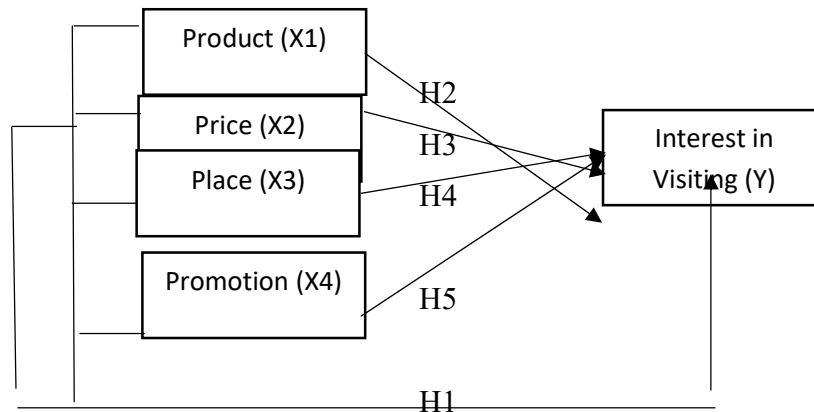 Product (X1)
H2
Price (X2)
Interest in
Visiting (Y)
H3
Place (X3)
H4
Promotion (X4)
H5
H1